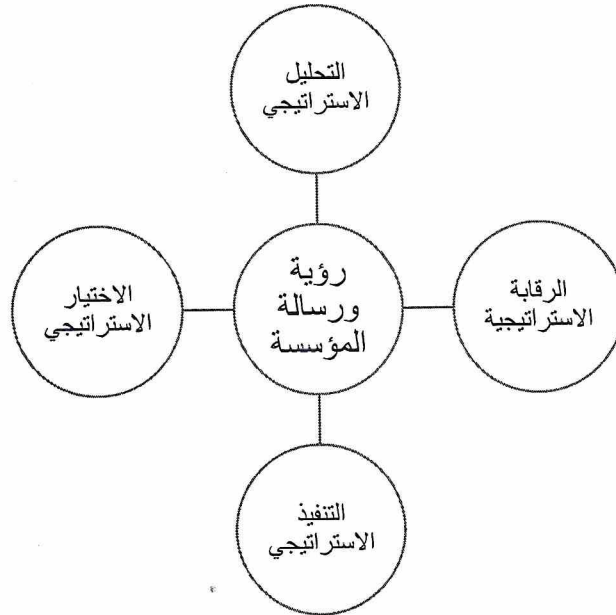 التحليل
الاستراتيجي
الرقابة
الاستراتيجية
رؤية
ورسالة
المؤسسة
الاختيار
الاستراتيجي
التنفيذ
الاستراتيجي